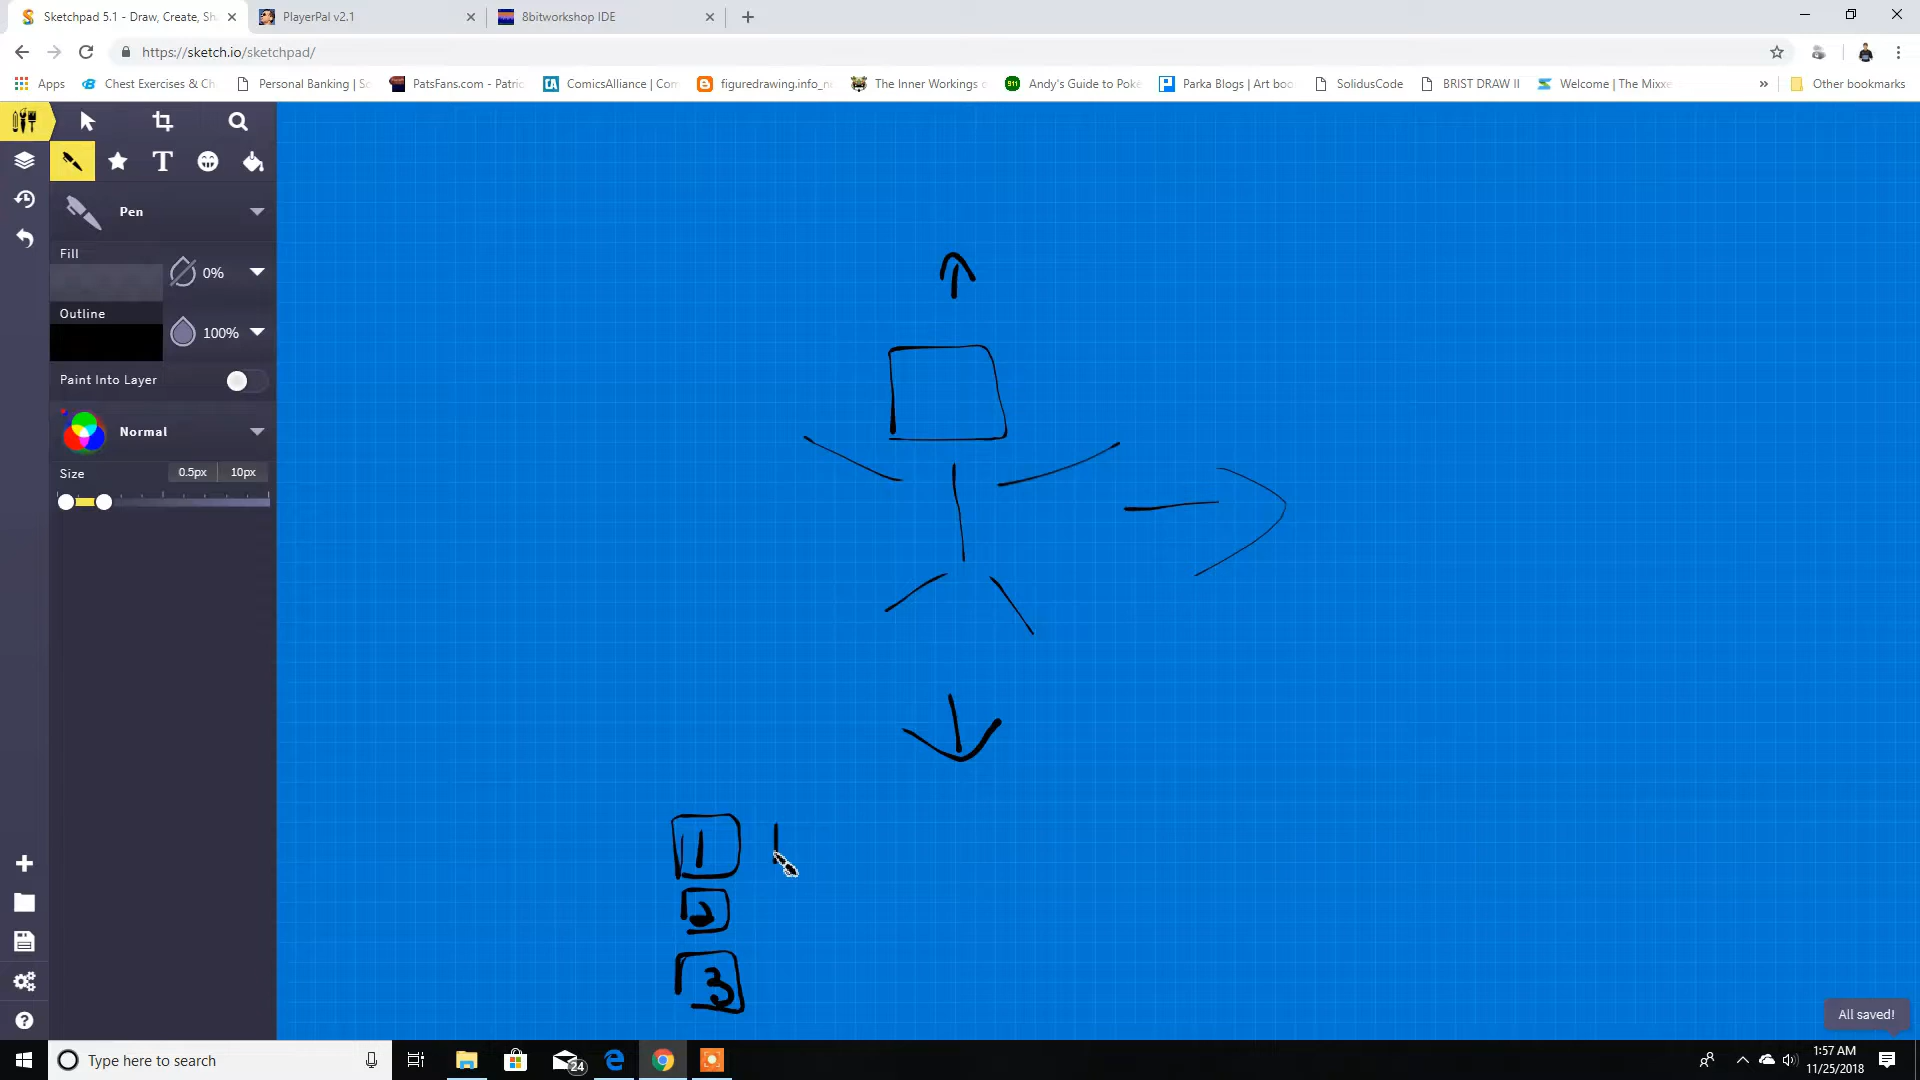 Sketchpad 5.1 - Draw, Create, Sh
PlayerPal v2.1
8bitworkshop IDE
https://sketch.io/sketchpad/
Apps
Chest Exercises & Ch
Personal Banking | Sc
PatsFans.com - Patric
ComicsAlliance | Com
figuredrawing.info_ne
The Inner Workings o
Andy's Guide to Poke
Parka Blogs | Art boo
SolidusCode
BRIST DRAW II
Welcome | The Mixxe
»
Other bookmarks
T
Pen
Fill
0%
Outline
100%
Paint Into Layer
Normal
Size
0.5px
10px
1
2
3
All saved!
Type here to search
24
1:57 AM
11/25/2018